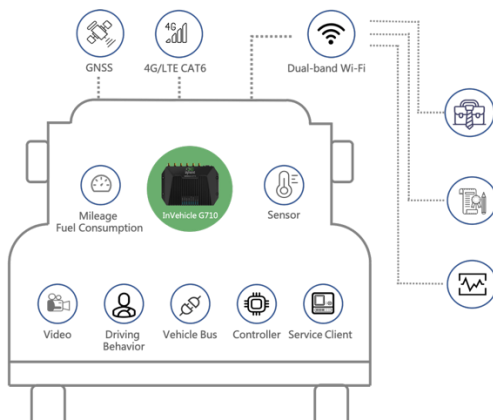 4G
GNSS
4G/LTE CAT6
Dual-band Wi-Fi
InVehicle G710
Mileage
Fuel Consumption
Sensor
Video
Driving
Behavior
Vehicle Bus
Controller
Service Client